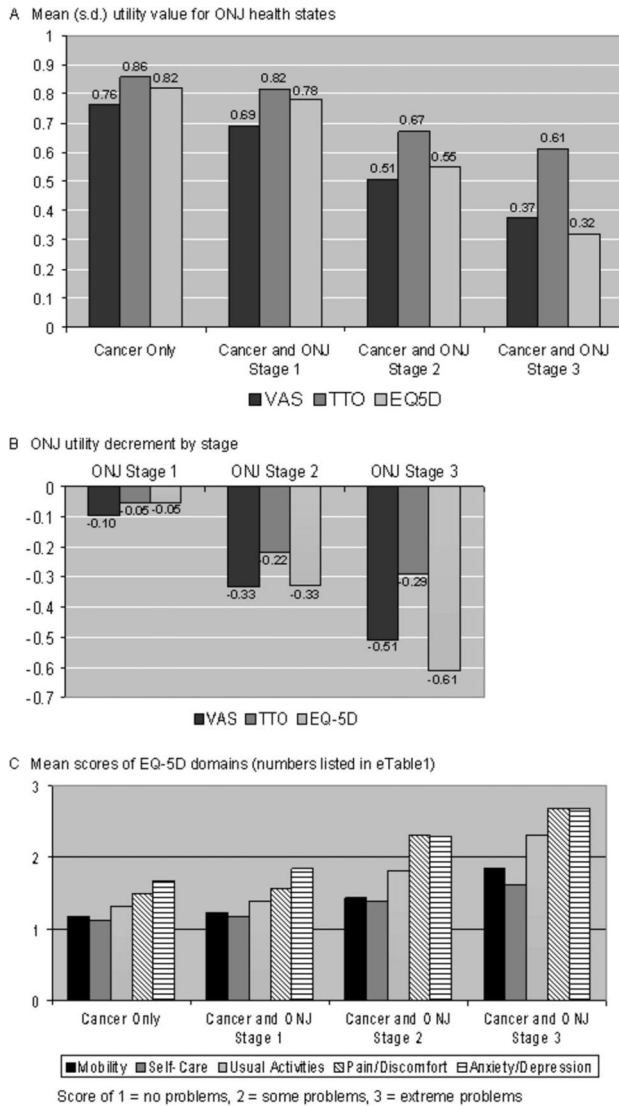 A Mean (s.d.) utility value for ONJ health states
1
0.9
0.8
0.7
0.6
0.5
0.4
0.3
0.2
0.1
0
0.76 0.86 0.82
0.69 0.82 0.78
0.51 0.67 0.55
0.37 0.61 0.32
Cancer Only Cancer and ONJ Cancer and ONJ Cancer and ONJ
Stage 1 Stage 2 Stage 3
VAS TTO EQ5D
B ONJ utility decrement by stage
ONJ Stage 1 ONJ Stage 2 ONJ Stage 3
0
-0.1
-0.2
-0.3
-0.4
-0.5
-0.6
-0.7
-0.10 -0.05 -0.05
-0.33 -0.22 -0.33
-0.51 -0.29 -0.61
VAS TTO EQ-5D
C Mean scores of EQ-5D domains (numbers listed in eTable1)
3
2
1
0
Cancer Only Cancer and ONJ Cancer and ONJ Cancer and ONJ
Stage 1 Stage 2 Stage 3
Mobility Self-Care Usual Activities Pain/Discomfort Anxiety/Depression
Score of 1 = no problems, 2 = some problems, 3 = extreme problems